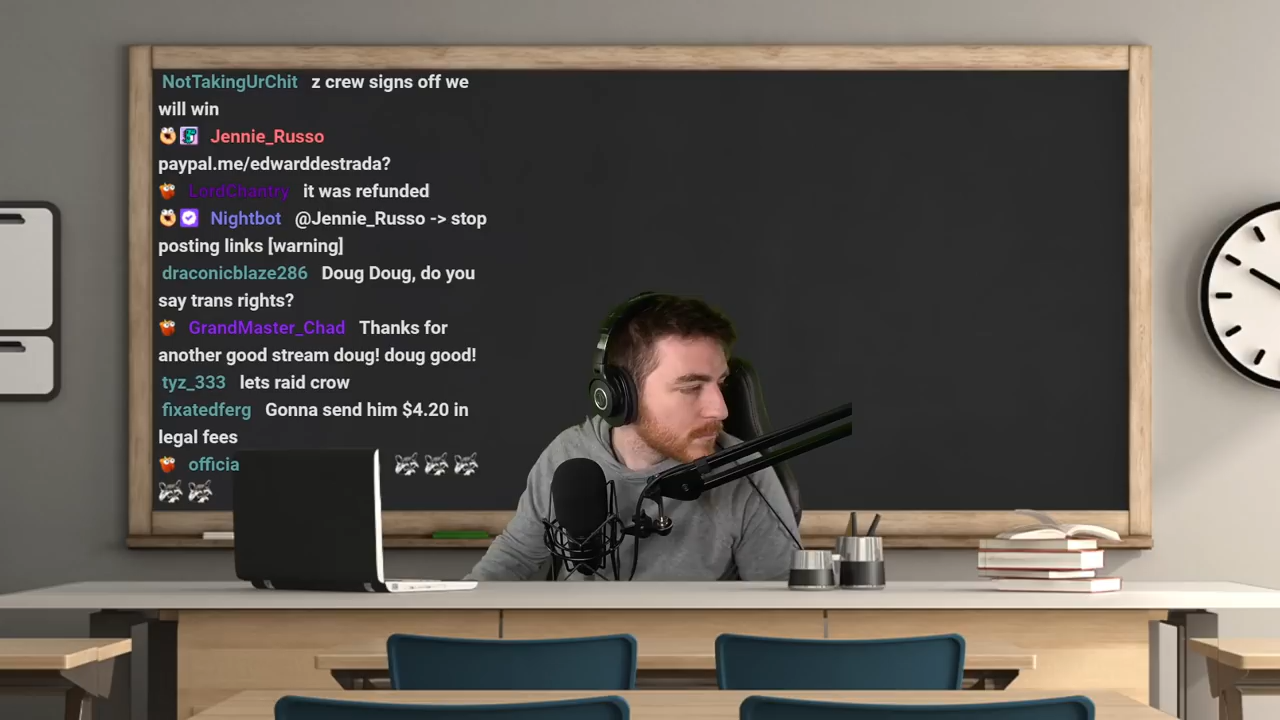 NotTakingUrChit z crew signs off we
will win
Jennie_Russo
paypal.me/edwarddestrada?
LordChantry it was refunded
Nightbot @Jennie_Russo -> stop
posting links [warning]
draconicblaze286 Doug Doug, do you
say trans rights?
GrandMaster_Chad Thanks for
another good stream doug! doug good!
tyz_333 lets raid crow
fixatedferg Gonna send him $4.20 in
legal fees
officia